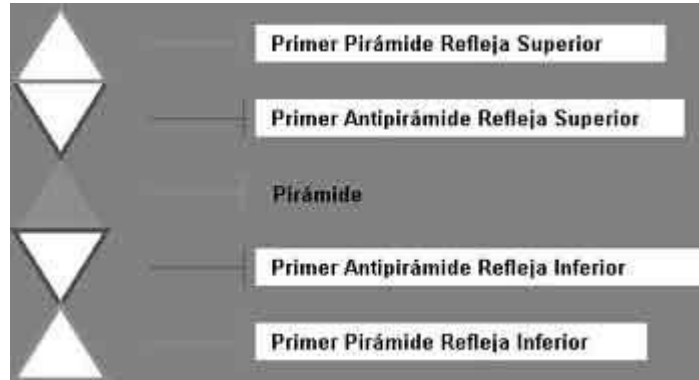 Primer Pirámide Refleja Superior
Primer Antipirámide Refleja Superior
Pirámide
Primer Antipirámide Refleja Inferior
Primer Pirámide Refleja Inferior